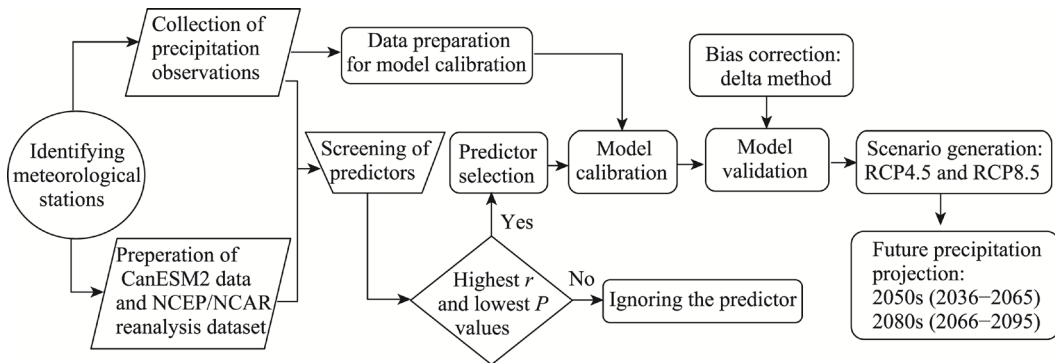 Collection of
precipitation
observations
Data preparation
for model calibration
Bias correction:
delta method
Identifying
meteorological
stations
Screening of
predictors
Predictor
selection
Model
calibration
Model
validation
Scenario generation:
RCP4.5 and RCP8.5
Yes
Preperation of
CanESM2 data
and NCEP/NCAR
reanalysis dataset
Highest r
and lowest P
values
No
Ignoring the predictor
Future precipitation
projection:
2050s (2036−2065)
2080s (2066−2095)